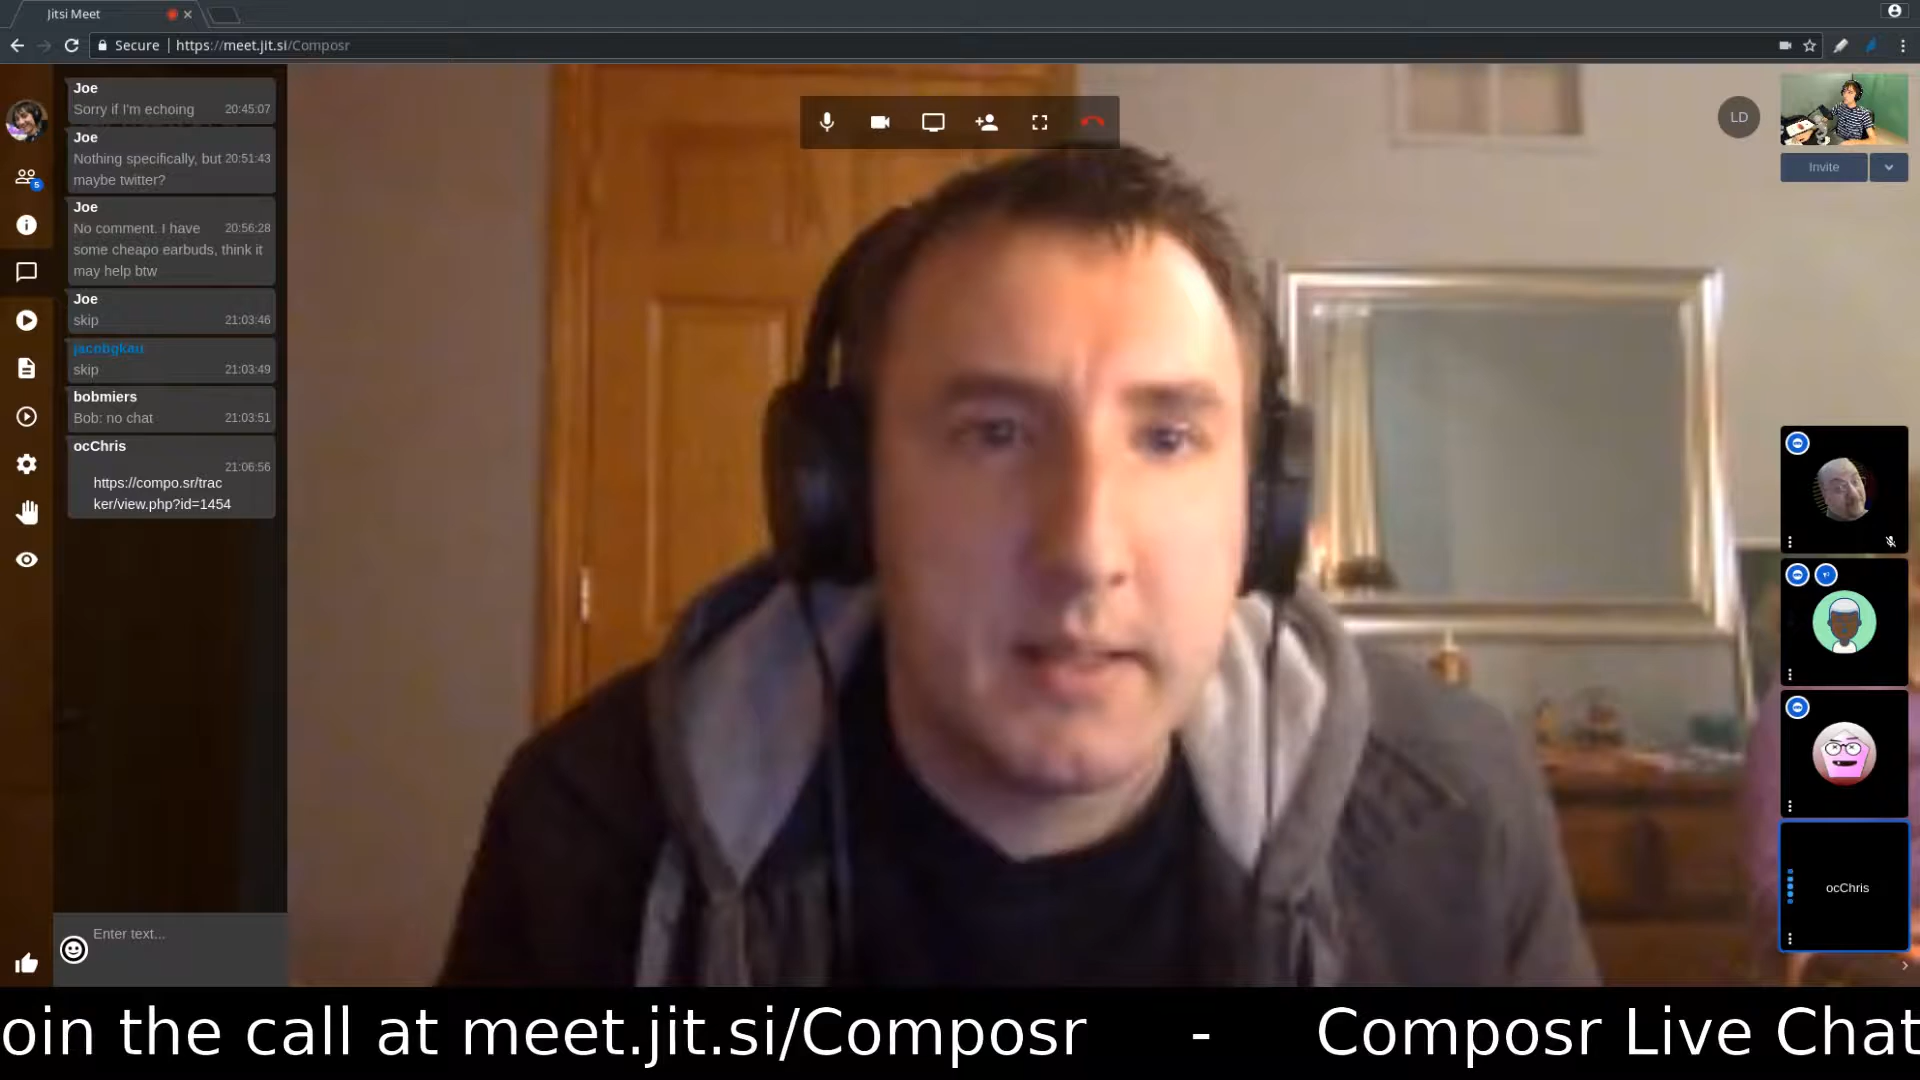 Jitsi Meet
Secure | https://meet.jit.si/Composr
Joe
Sorry if I'm echoing 20:45:07
Joe
Nothing specifically, but 20:51:43
maybe twitter?
Joe
No comment. I have 20:56:28
some cheapo earbuds, think it
may help btw
Joe
skip 21:03:46
jacobgkau
skip 21:03:49
bobmiers
Bob: no chat 21:03:51
ocChris
21:06:56
https://compo.sr/trac
ker/view.php?id=1454
5
Enter text...
LD
Invite
ocChris
oin the call at meet.jit.si/Composr - Composr Live Chat